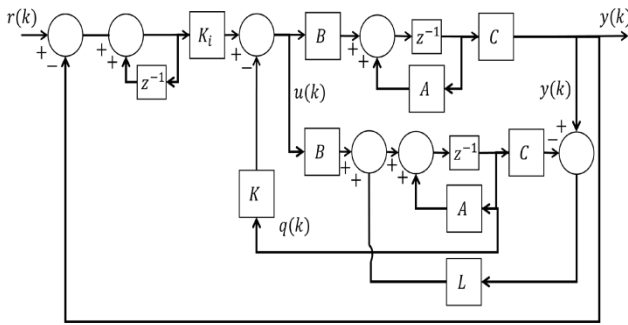 r(k)
y(k)
+
−
+
+
z⁻¹
K_i
+
−
B
+
+
z⁻¹
C
A
u(k)
y(k)
B
+
+
+
+
z⁻¹
C
−
+
K
A
q(k)
L